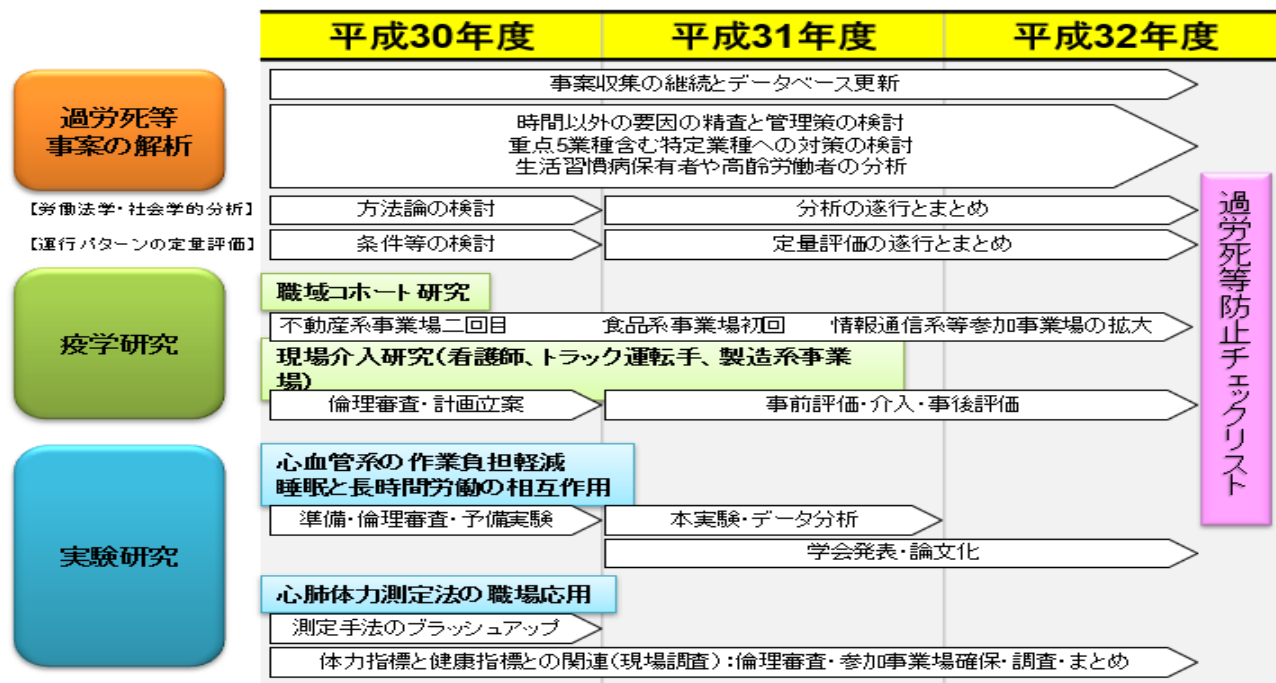 平成30年度 平成31年度 平成32年度
過労死等
事案の解析
事案収集の継続とデータベース更新
時間以外の要因の精査と管理策の検討
重点5業種含む特定業種への対策の検討
生活習慣病保有者や高齢労働者の分析
【労働法学・社会学的分析】
方法論の検討
分析の遂行とまとめ
【運行パターンの定量評価】
条件等の検討
定量評価の遂行とまとめ
疫学研究
職域コホート研究
不動産系事業場二回目 食品系事業場初回 情報通信系等参加事業場の拡大
現場介入研究(看護師、トラック運転手、製造系事業
場)
倫理審査・計画立案
事前評価・介入・事後評価
実験研究
心血管系の作業負担軽減
睡眠と長時間労働の相互作用
準備・倫理審査・予備実験
本実験・データ分析
学会発表・論文化
心肺体力測定法の職場応用
測定手法のブラッシュアップ
体力指標と健康指標との関連(現場調査):倫理審査・参加事業場確保・調査・まとめ
過労死等防止チェックリスト